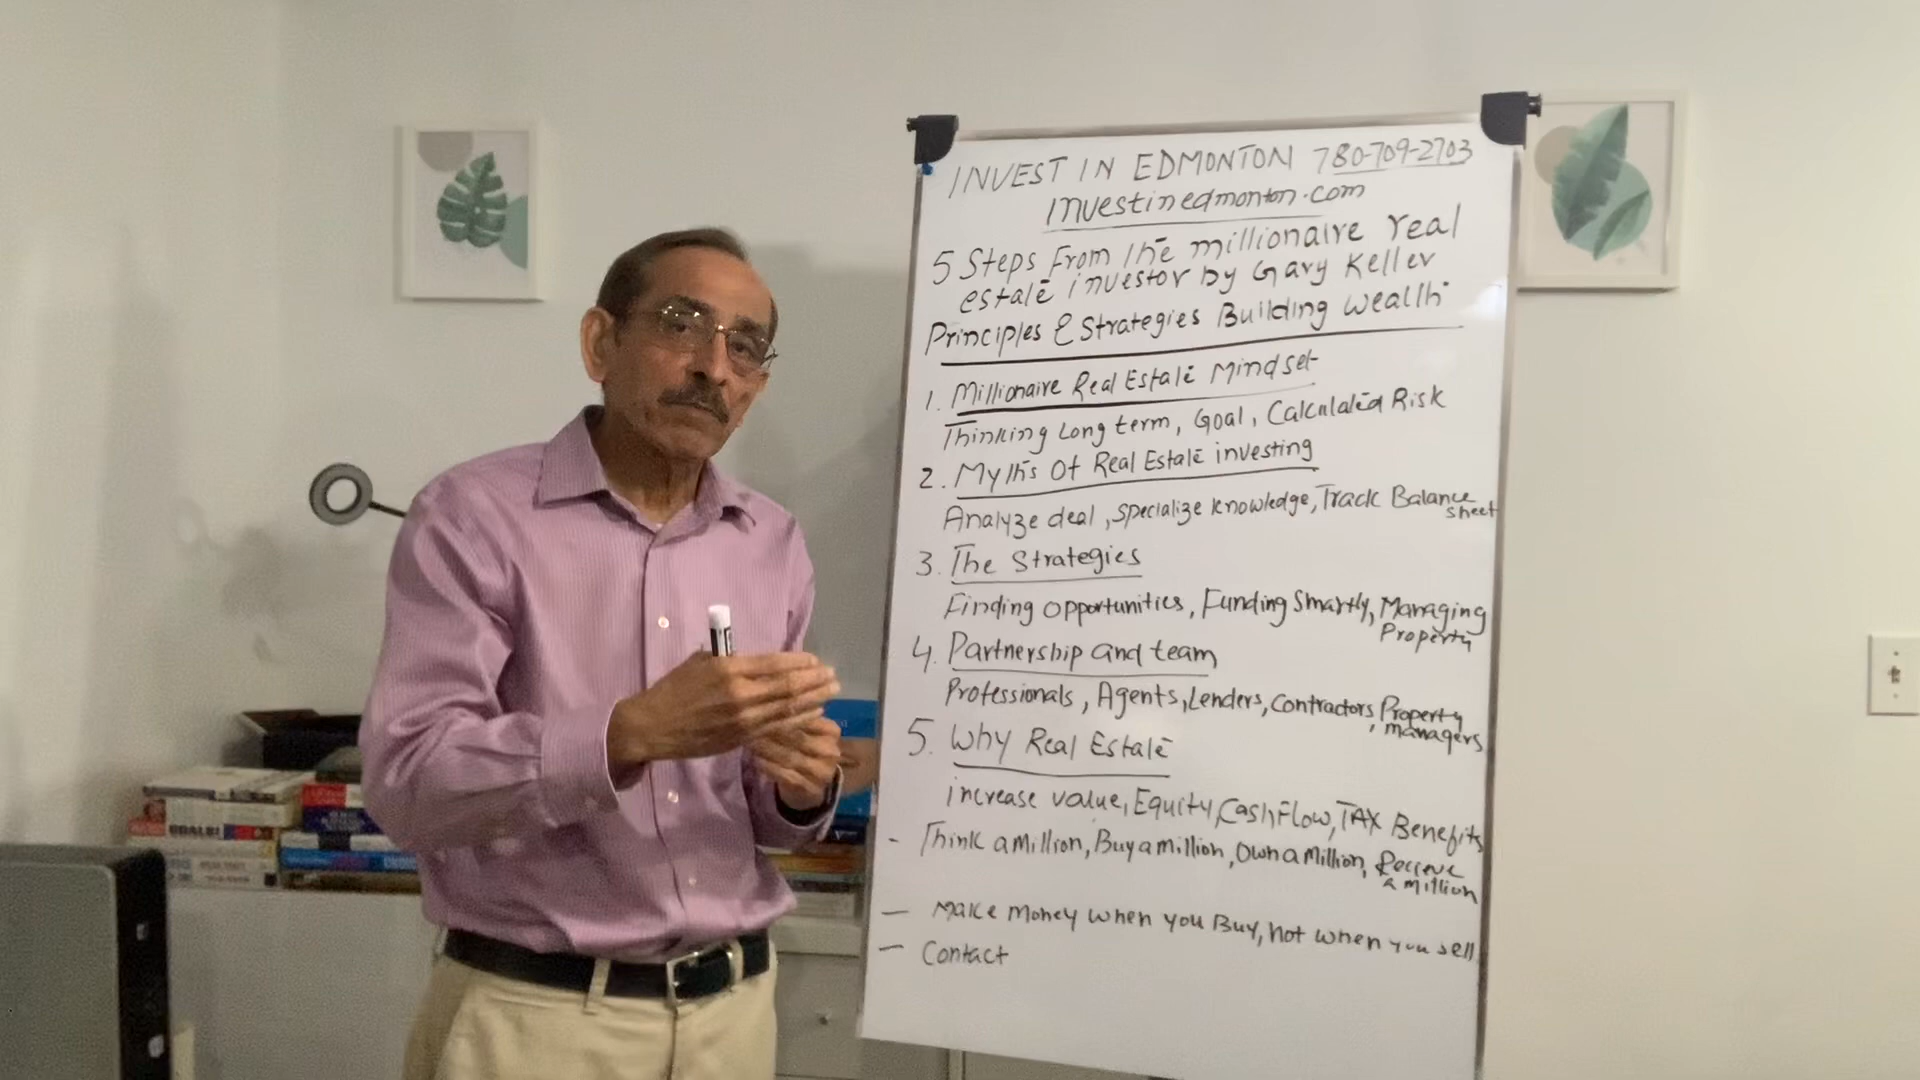 INVEST IN EDMONTON 780-709-2703
investinedmonton.com
5 Steps From The millionaire real
estate investor by Gary Keller
Principles & Strategies Building Wealth
1. Millionaire Real Estate Mindset
Thinking Long term, Goal, Calculated Risk
2. Myths Of Real Estate investing
Analyze deal, Specialize knowledge, Track Balance
sheet
3. The Strategies
Finding opportunities, Funding Smartly, Managing
Property
4. Partnership and team
Professionals, Agents, Lenders, Contractors, Property
managers
5. Why Real Estate
increase value, Equity, Cash Flow, TAX Benefits
- Think a million, Buy a million, Own a Million, Recieve
a million
— Make Money when you Buy, not when you sell
— Contact
GOALS!